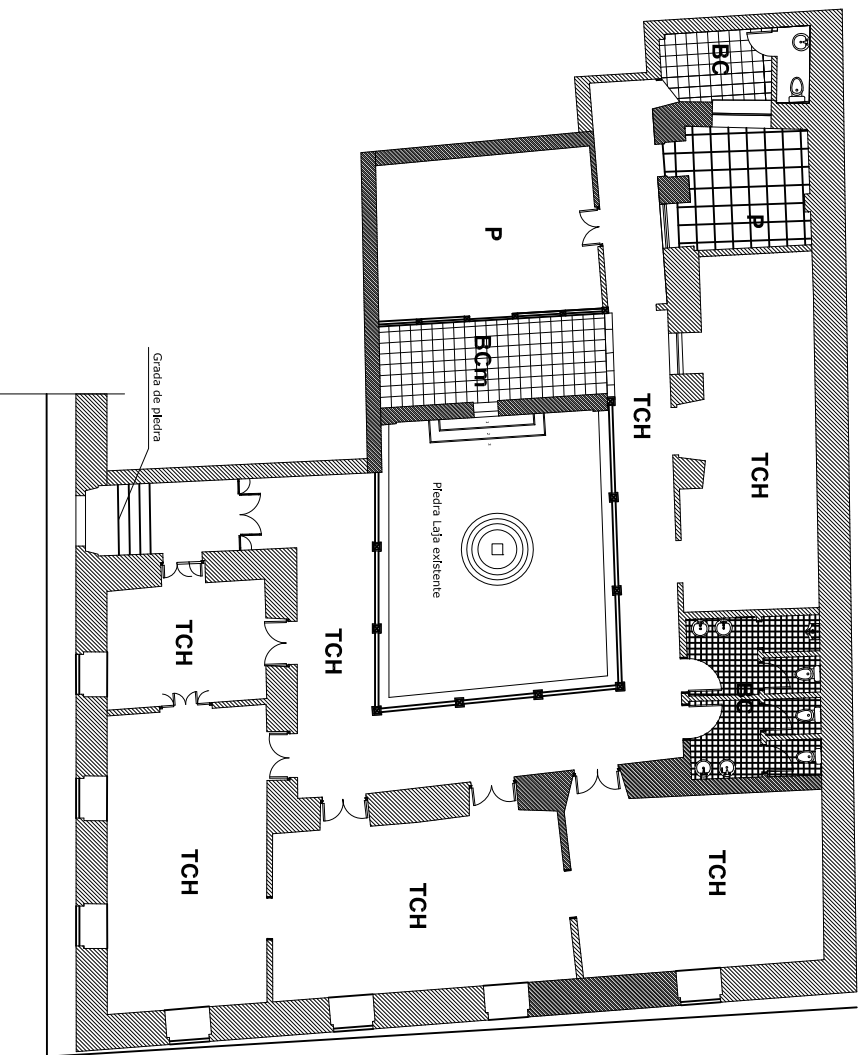 BC
P
P
BCm
Grada de piedra
TCH
TCH
Piedra Laja existente
TCH
TCH
BC
TCH
TCH
TCH